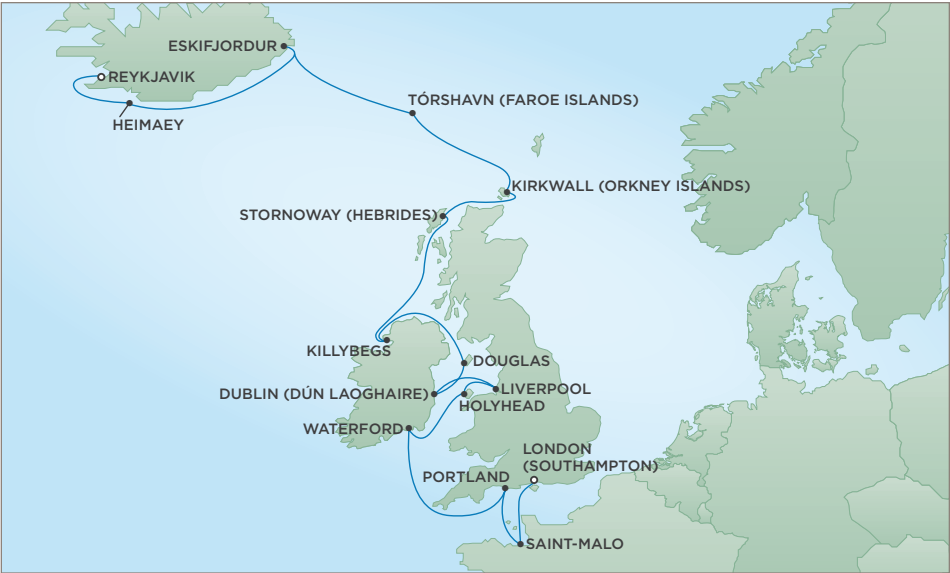 ESKIFJORDUR
REYKJAVIK
HEIMAEY
TÓRSHAVN (FAROE ISLANDS)
KIRKWALL (ORKNEY ISLANDS)
STORNOWAY (HEBRIDES)
KILLYBEGS
DOUGLAS
DUBLIN (DÚN LAOGHAIRE)
LIVERPOOL
HOLYHEAD
WATERFORD
LONDON
(SOUTHAMPTON)
PORTLAND
SAINT-MALO